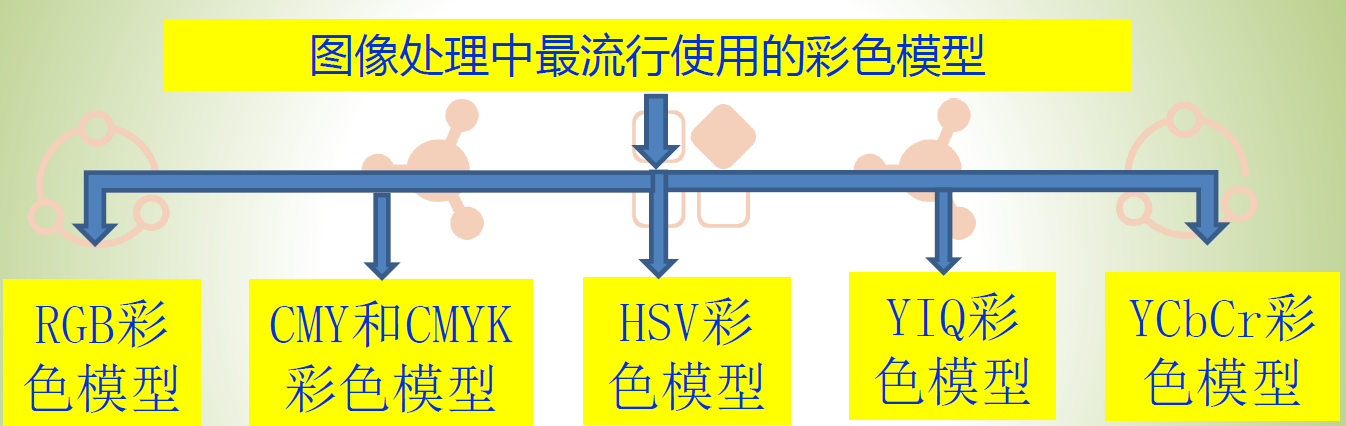 图像处理中最流行使用的彩色模型
RGB彩
色模型
CMY和CMYK
彩色模型
HSV彩
色模型
YIQ彩
色模型
YCbCr彩
色模型